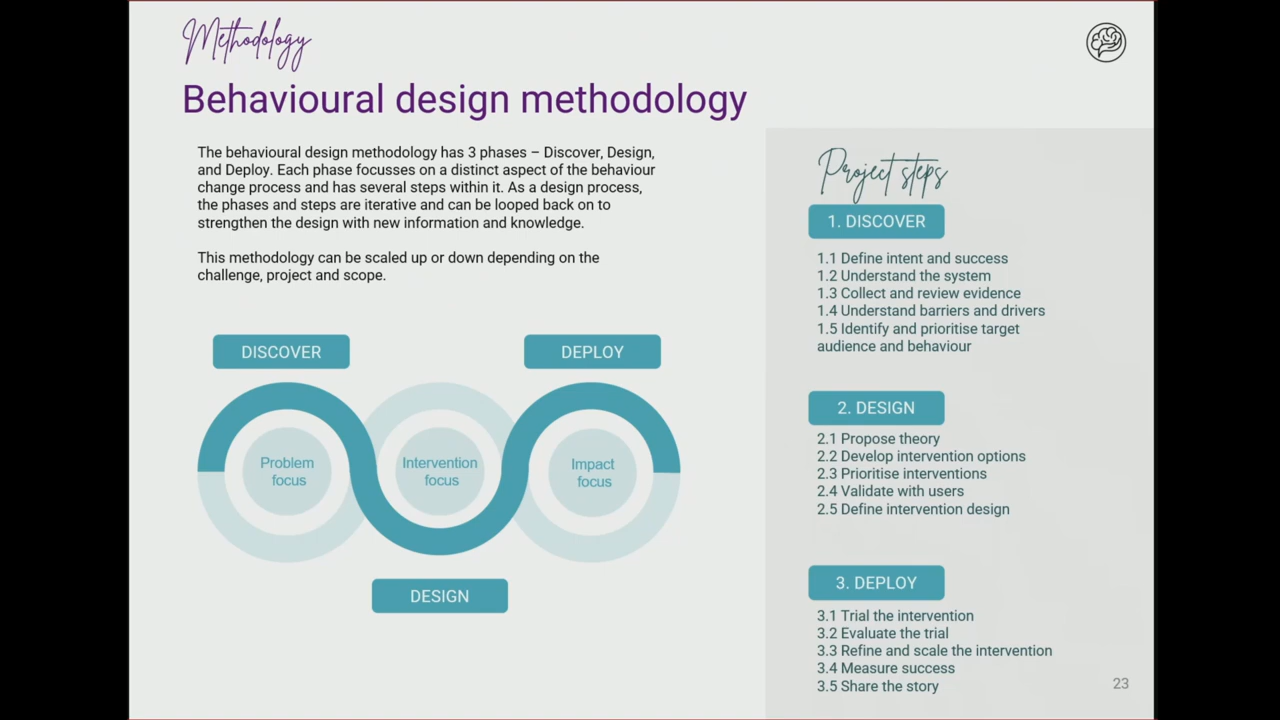 Methodology
Behavioural design methodology
The behavioural design methodology has 3 phases – Discover, Design,
and Deploy. Each phase focusses on a distinct aspect of the behaviour
change process and has several steps within it. As a design process,
the phases and steps are iterative and can be looped back on to
strengthen the design with new information and knowledge.
This methodology can be scaled up or down depending on the
challenge, project and scope.
DISCOVER
DEPLOY
Problem
focus
Intervention
focus
Impact
focus
DESIGN
Project steps
1. DISCOVER
1.1 Define intent and success
1.2 Understand the system
1.3 Collect and review evidence
1.4 Understand barriers and drivers
1.5 Identify and prioritise target
audience and behaviour
2. DESIGN
2.1 Propose theory
2.2 Develop intervention options
2.3 Prioritise interventions
2.4 Validate with users
2.5 Define intervention design
3. DEPLOY
3.1 Trial the intervention
3.2 Evaluate the trial
3.3 Refine and scale the intervention
3.4 Measure success
3.5 Share the story
23